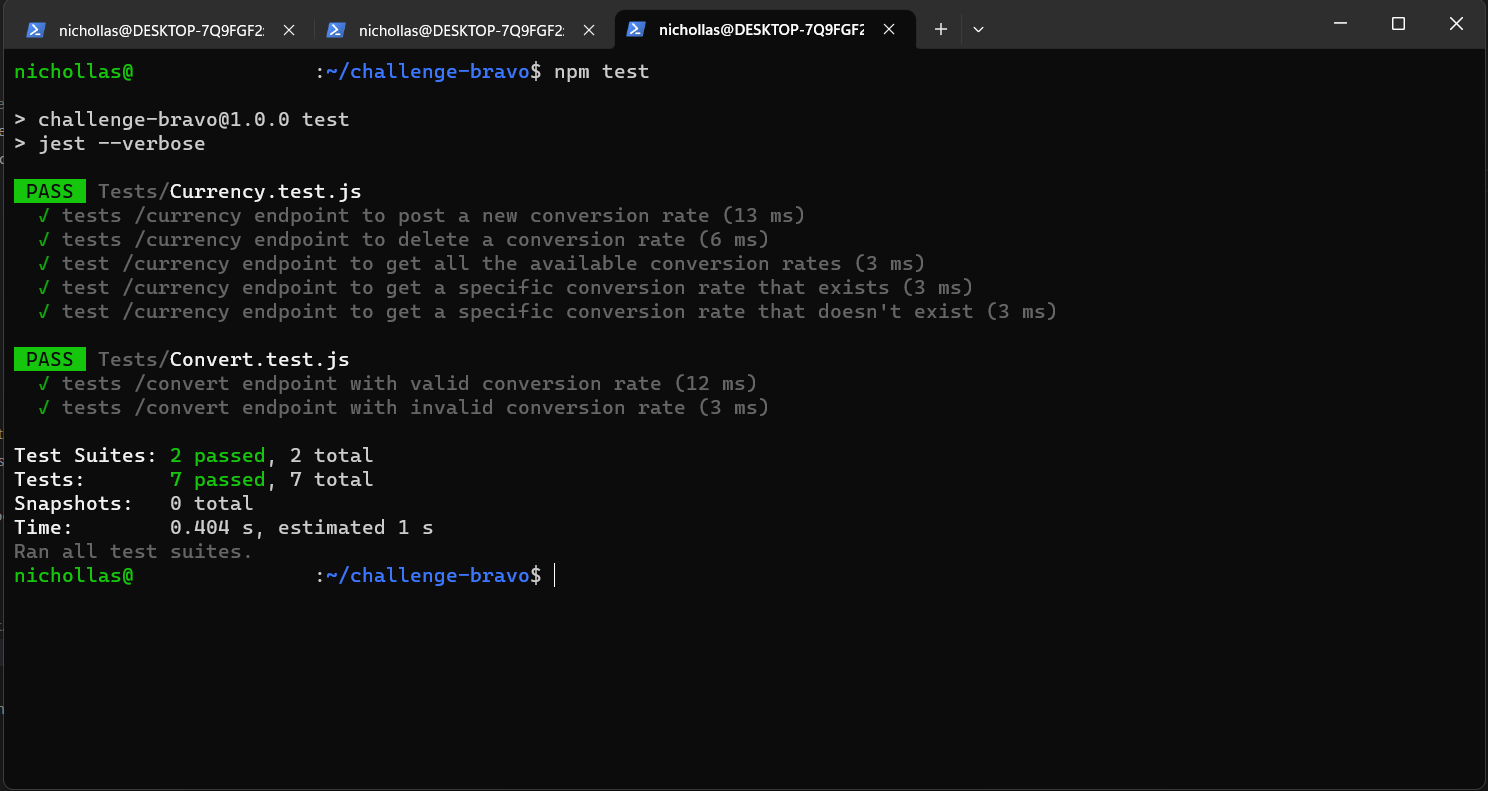 nichollas@DESKTOP-7Q9FGF2: nichollas@DESKTOP-7Q9FGF2: nichollas@DESKTOP-7Q9FGF2
nichollas@ :~/challenge-bravo$ npm test
> challenge-bravo@1.0.0 test
> jest --verbose
PASS Tests/Currency.test.js
√ tests /currency endpoint to post a new conversion rate (13 ms)
√ tests /currency endpoint to delete a conversion rate (6 ms)
√ test /currency endpoint to get all the available conversion rates (3 ms)
√ test /currency endpoint to get a specific conversion rate that exists (3 ms)
√ test /currency endpoint to get a specific conversion rate that doesn't exist (3 ms)
PASS Tests/Convert.test.js
√ tests /convert endpoint with valid conversion rate (12 ms)
√ tests /convert endpoint with invalid conversion rate (3 ms)
Test Suites: 2 passed, 2 total
Tests: 7 passed, 7 total
Snapshots: 0 total
Time: 0.404 s, estimated 1 s
Ran all test suites.
nichollas@ :~/challenge-bravo$